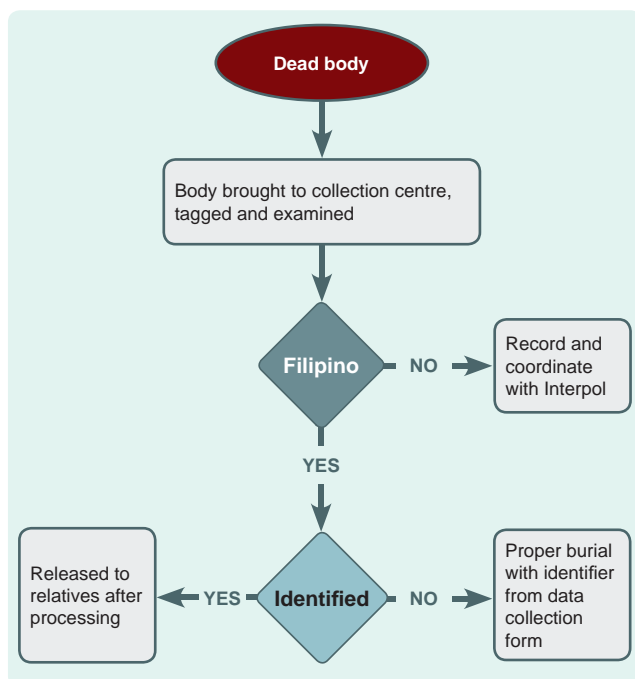 Dead body
Body brought to collection centre,
tagged and examined
Filipino
NO
Record and
coordinate
with Interpol
YES
Released to
relatives after
processing
YES
Identified
NO
Proper burial
with identifier
from data
collection
form